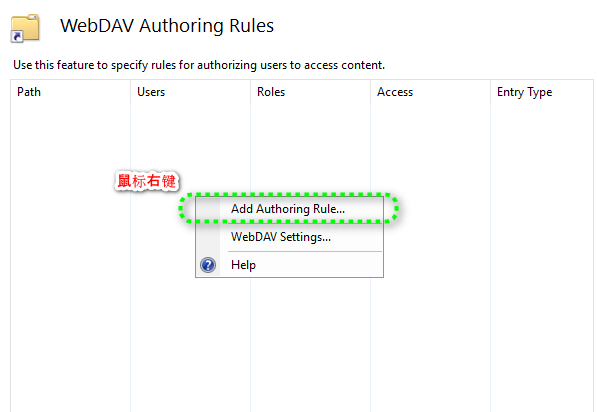 WebDAV Authoring Rules
Use this feature to specify rules for authorizing users to access content.
Path Users Roles Access Entry Type
鼠标右键
Add Authoring Rule...
WebDAV Settings...
? Help